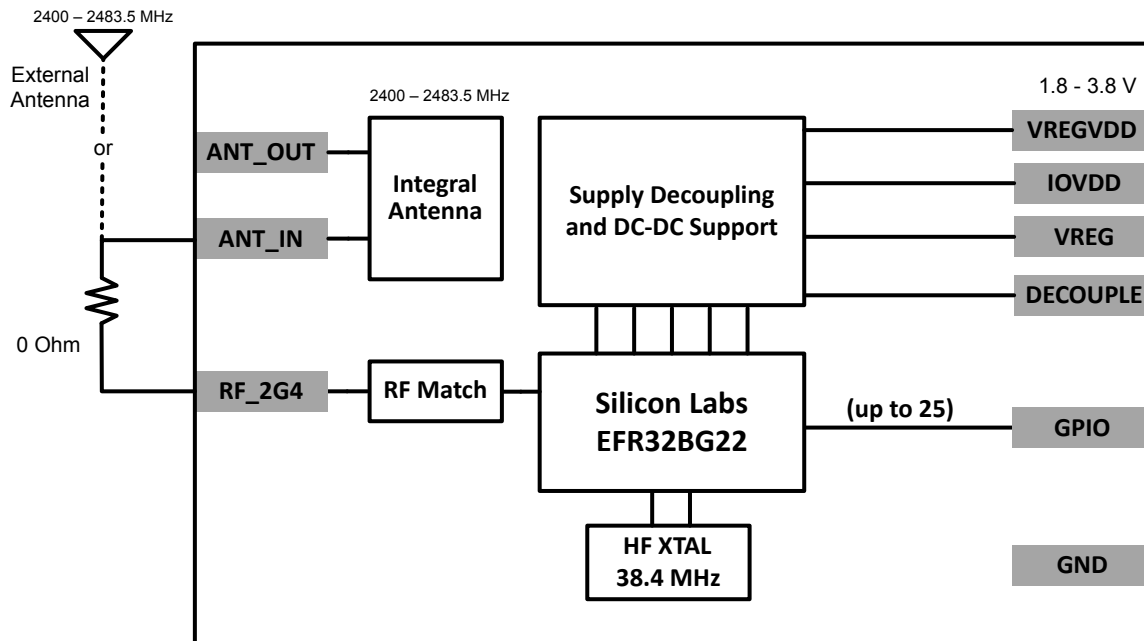 2400 – 2483.5 MHz
External
Antenna
or
0 Ohm
ANT_OUT
ANT_IN
RF_2G4
2400 – 2483.5 MHz
Integral
Antenna
RF Match
Supply Decoupling
and DC-DC Support
Silicon Labs
EFR32BG22
HF XTAL
38.4 MHz
(up to 25)
1.8 - 3.8 V
VREGVDD
IOVDD
VREG
DECOUPLE
GPIO
GND